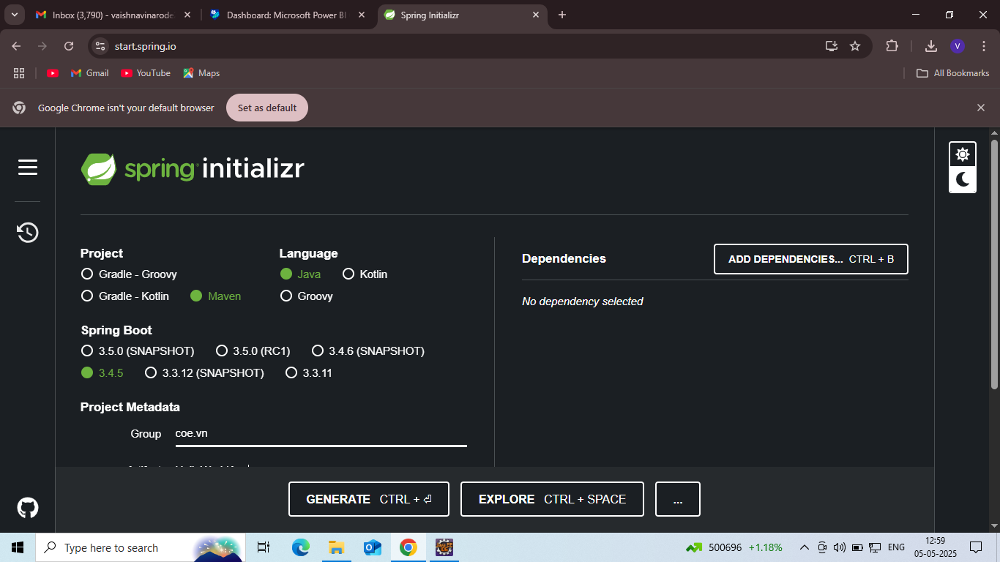 Inbox (3,790) - vaishnavinarode
Dashboard: Microsoft Power BI
Spring Initializr
start.spring.io
Gmail
YouTube
Maps
All Bookmarks
Google Chrome isn't your default browser
Set as default
V
spring initializr
Project
Gradle - Groovy
Gradle - Kotlin
Maven
Language
Java
Kotlin
Groovy
Spring Boot
3.5.0 (SNAPSHOT)
3.5.0 (RC1)
3.4.6 (SNAPSHOT)
3.4.5
3.3.12 (SNAPSHOT)
3.3.11
Project Metadata
Group
coe.vn
Dependencies
ADD DEPENDENCIES... CTRL + B
No dependency selected
GENERATE CTRL + ⏎
EXPLORE CTRL + SPACE
...
Type here to search
500696 +1.18%
ENG
12:59
05-05-2025